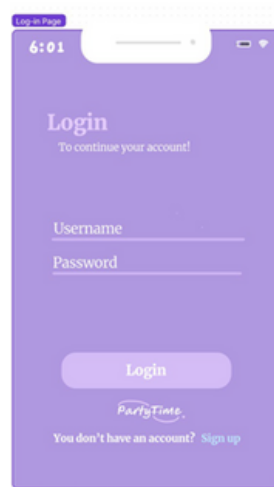 Log-in Page
6:01
Login
To continue your account!
Username
Password
Login
PartyTime.
You don't have an account? Sign up